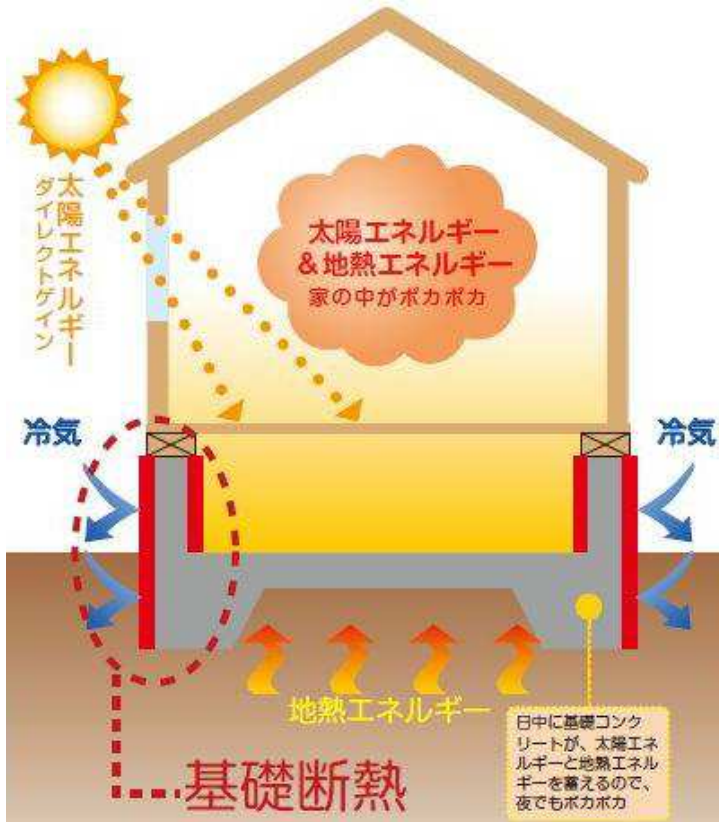 太陽エネルギー
ダイレクトゲイン
太陽エネルギー
&地熱エネルギー
家の中がポカポカ
冷気
冷気
地熱エネルギー
日中に基礎コンク
リートが、太陽エネ
ルギーと地熱エネル
ギーを蓄えるので、
夜でもポカポカ
基礎断熱